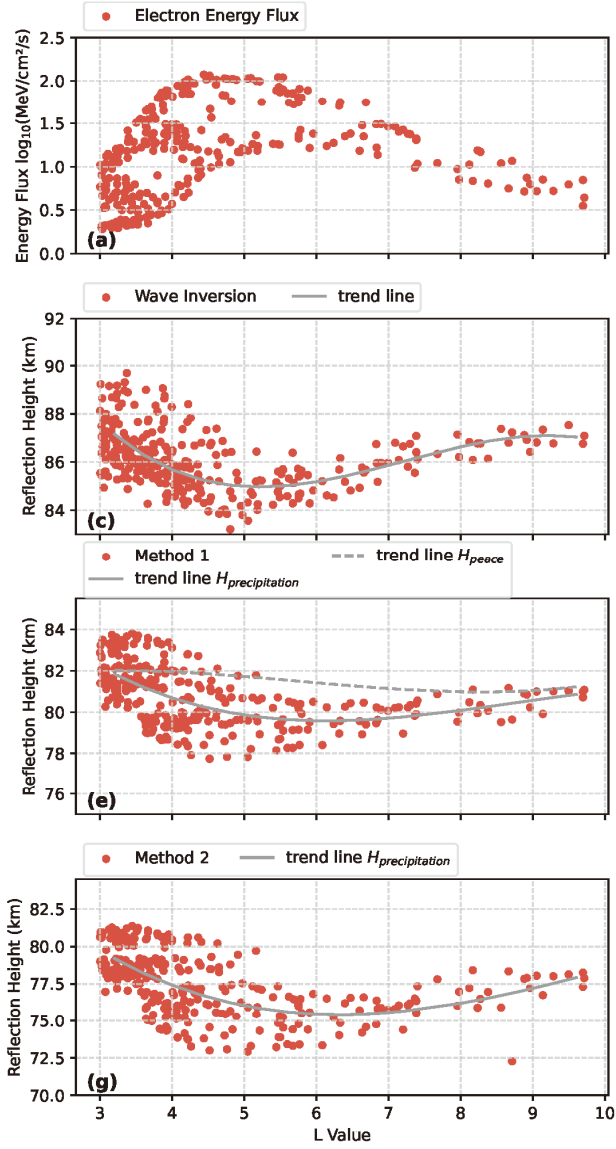 Electron Energy Flux
Energy Flux log₁₀(MeV/cm²/s)
2.5
2.0
1.5
1.0
0.5
0.0
(a)
Wave Inversion trend line
Reflection Height (km)
92
90
88
86
84
(c)
Method 1 trend line H_peace
trend line H_precipitation
Reflection Height (km)
84
82
80
78
76
(e)
Method 2 trend line H_precipitation
Reflection Height (km)
82.5
80.0
77.5
75.0
72.5
70.0
(g)
3 4 5 6 7 8 9 10
L Value